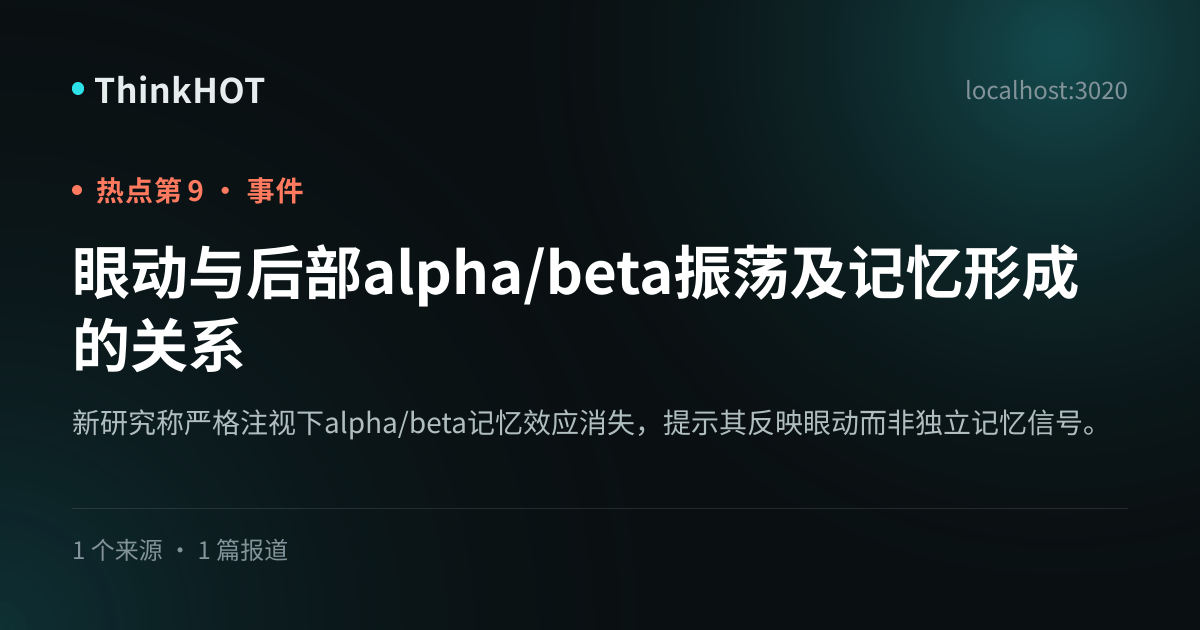 ThinkHOT
localhost:3020
热点第 9 · 事件
眼动与后部alpha/beta振荡及记忆形成
的关系
新研究称严格注视下alpha/beta记忆效应消失，提示其反映眼动而非独立记忆信号。
1 个来源 · 1 篇报道